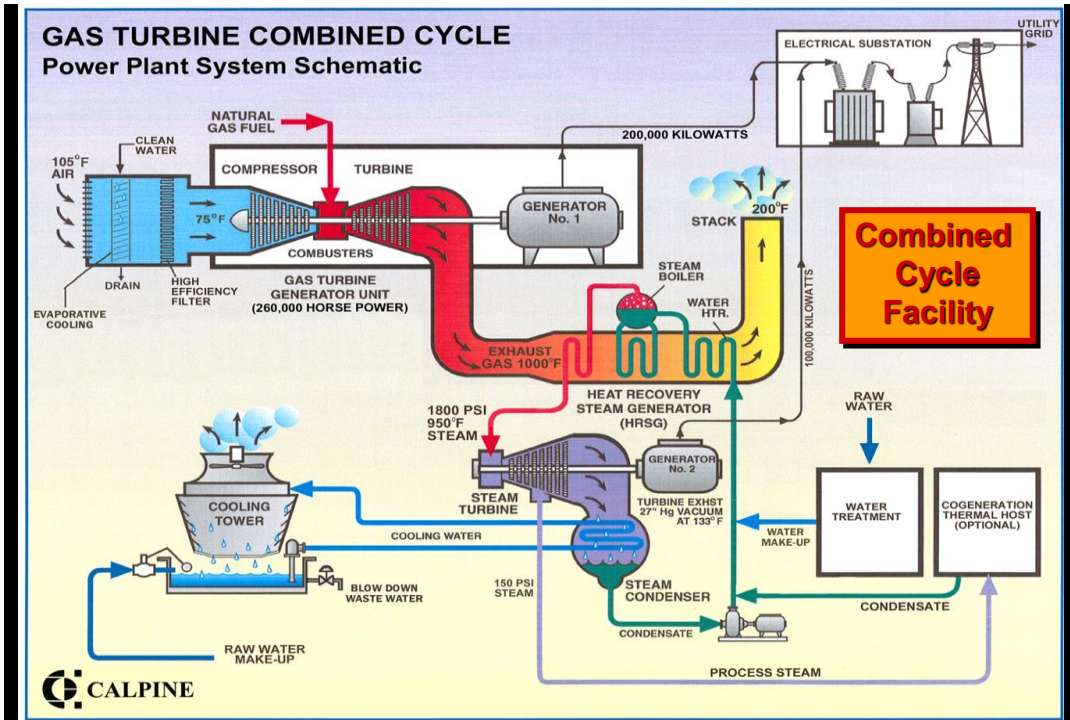 GAS TURBINE COMBINED CYCLE
Power Plant System Schematic
UTILITY
GRID
ELECTRICAL SUBSTATION
NATURAL
GAS FUEL
200,000 KILOWATTS
CLEAN
WATER
105°F
AIR
COMPRESSOR
TURBINE
75°F
GENERATOR
No. 1
200°F
STACK
COMBUSTERS
DRAIN
HIGH
EFFICIENCY
FILTER
GAS TURBINE
GENERATOR UNIT
(260,000 HORSE POWER)
EVAPORATIVE
COOLING
STEAM
BOILER
WATER
HTR.
100,000 KILOWATTS
Combined
Cycle
Facility
EXHAUST
GAS 1000°F
HEAT RECOVERY
STEAM GENERATOR
(HRSG)
1800 PSI
950°F
STEAM
RAW
WATER
GENERATOR
No. 2
STEAM
TURBINE
TURBINE EXHST
27" Hg VACUUM
AT 133°F
COOLING
TOWER
COOLING WATER
WATER
TREATMENT
COGENERATION
THERMAL HOST
(OPTIONAL)
WATER
MAKE-UP
BLOW DOWN
WASTE WATER
150 PSI
STEAM
STEAM
CONDENSER
CONDENSATE
CONDENSATE
RAW WATER
MAKE-UP
PROCESS STEAM
CALPINE